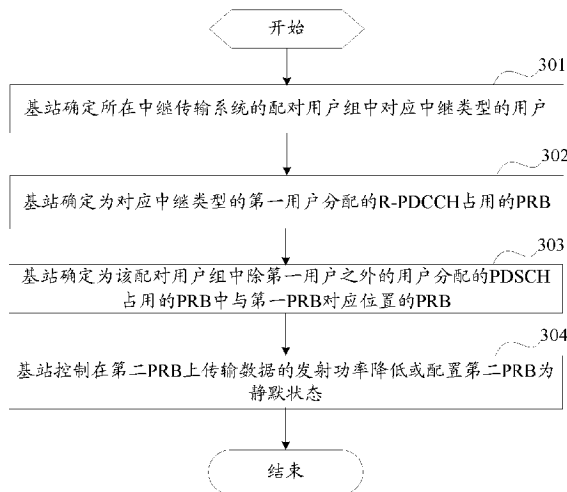 开始
301
基站确定所在中继传输系统的配对用户组中对应中继类型的用户
302
基站确定为对应中继类型的第一用户分配的R-PDCCH占用的PRB
303
基站确定为该配对用户组中除第一用户之外的用户分配的PDSCH
占用的PRB中与第一PRB对应位置的PRB
304
基站控制在第二PRB上传输数据的发射功率降低或配置第二PRB为
静默状态
结束